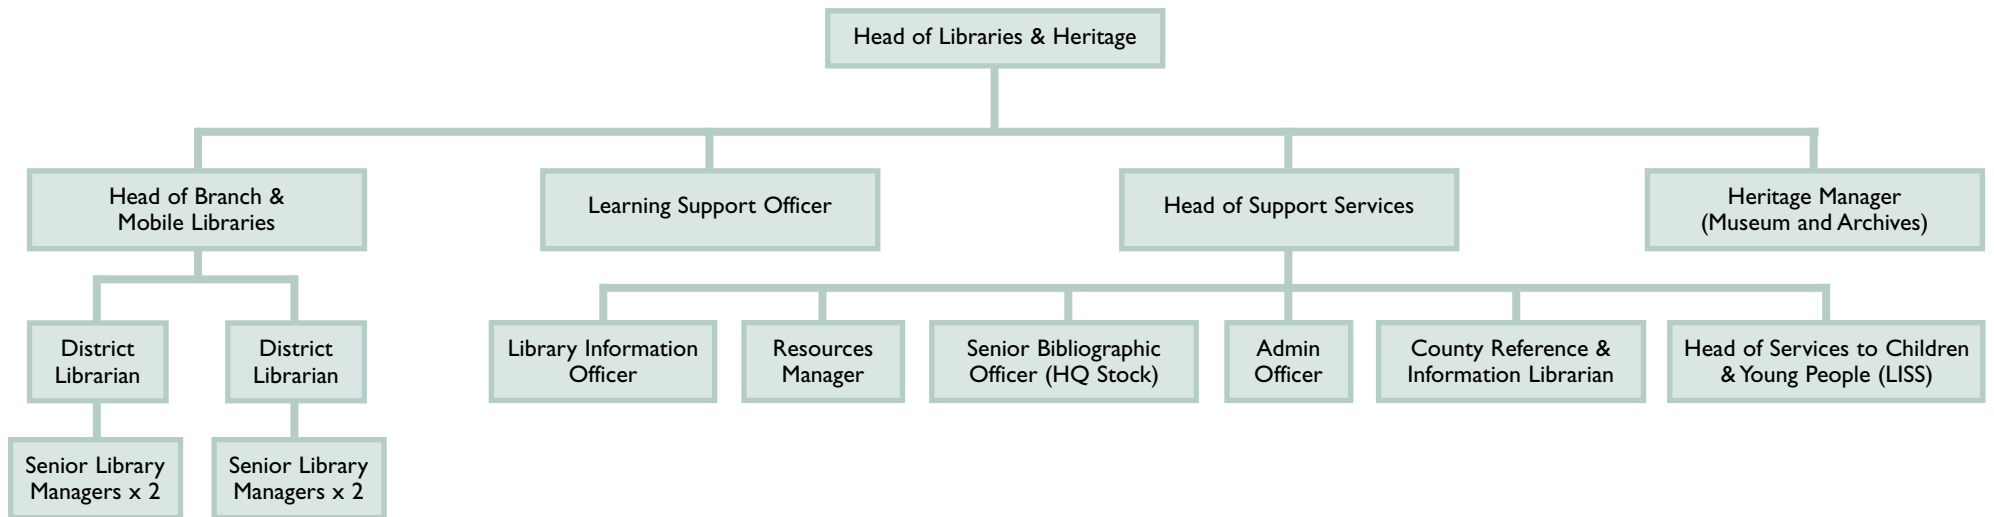 Head of Libraries & Heritage
Head of Branch &
Mobile Libraries
Learning Support Officer
Head of Support Services
Heritage Manager
(Museum and Archives)
District
Librarian
District
Librarian
Library Information
Officer
Resources
Manager
Senior Bibliographic
Officer (HQ Stock)
Admin
Officer
County Reference &
Information Librarian
Head of Services to Children
& Young People (LISS)
Senior Library
Managers x 2
Senior Library
Managers x 2